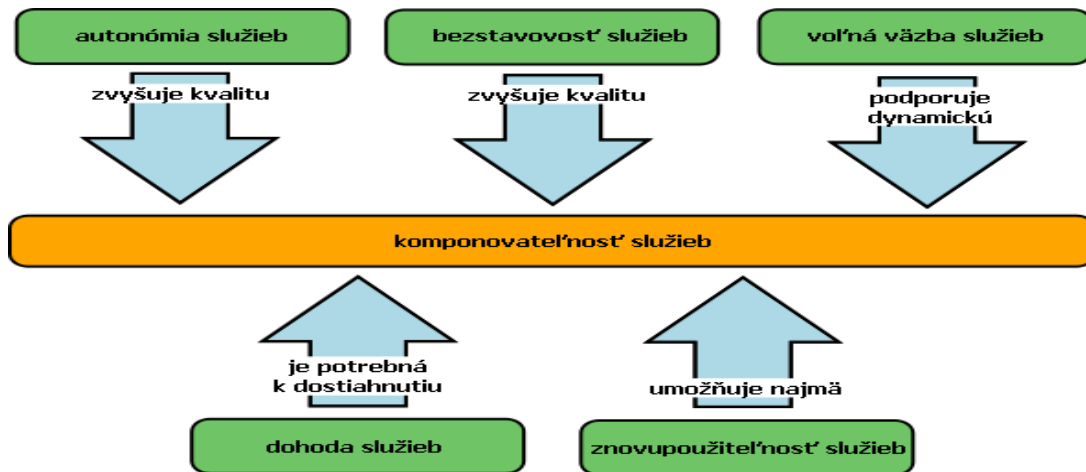 autonómia služieb
bezstavovosť služieb
voľná väzba služieb
zvyšuje kvalitu
zvyšuje kvalitu
podporuje
dynamickú
komponovateľnosť služieb
je potrebná
k dostiahnutiu
umožňuje najmä
dohoda služieb
znovupoužiteľnosť služieb